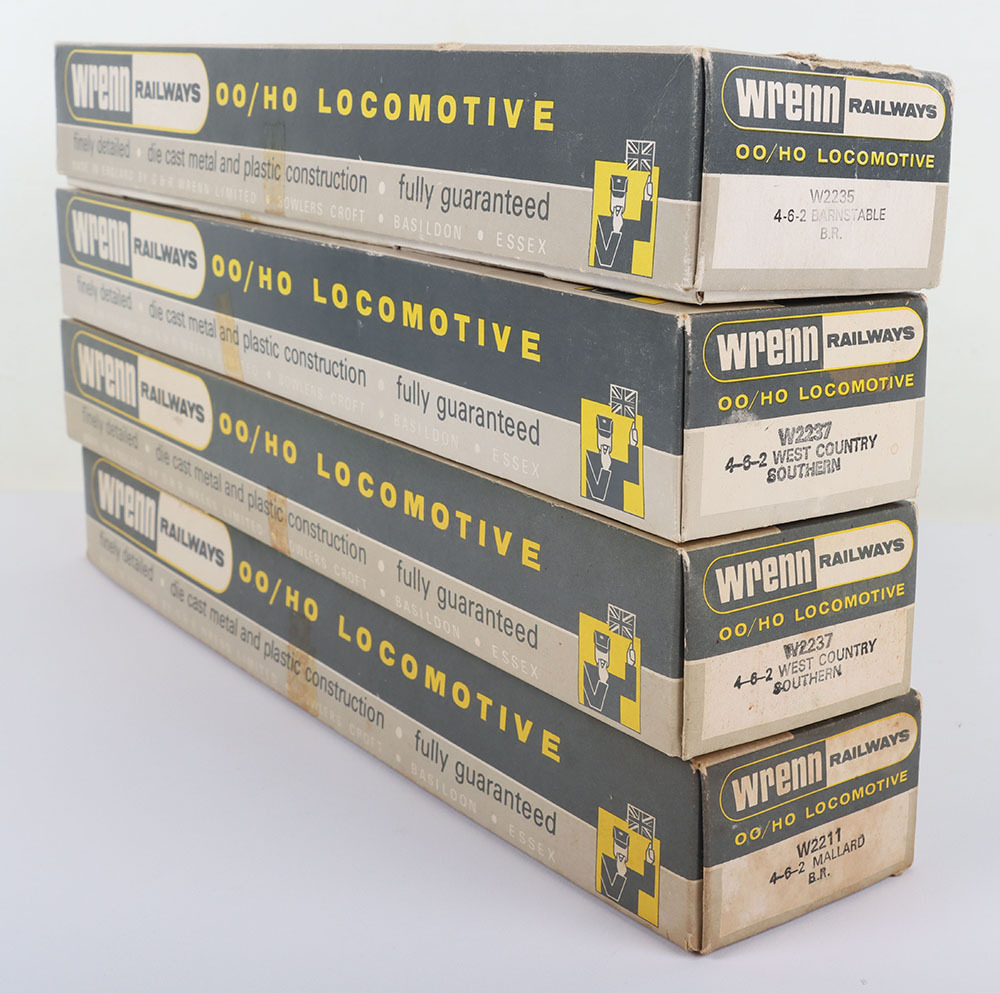 wrenn RAILWAYS OO/HO LOCOMOTIVE
finely detailed • die cast metal and plastic construction • fully guaranteed
MADE IN ENGLAND BY G & R WRENN LIMITED • BOWLERS CROFT • BASILDON • ESSEX
wrenn RAILWAYS
OO/HO LOCOMOTIVE
W2235
4-6-2 BARNSTABLE
B.R.
wrenn RAILWAYS OO/HO LOCOMOTIVE
finely detailed • die cast metal and plastic construction • fully guaranteed
BOWLERS CROFT • BASILDON • ESSEX
wrenn RAILWAYS
OO/HO LOCOMOTIVE
W2237
4-6-2 WEST COUNTRY
SOUTHERN
wrenn RAILWAYS OO/HO LOCOMOTIVE
finely detailed • die cast metal and plastic construction • fully guaranteed
WRENN LIMITED • BOWLERS CROFT • BASILDON • ESSEX
wrenn RAILWAYS
OO/HO LOCOMOTIVE
W2237
4-6-2 WEST COUNTRY
SOUTHERN
wrenn RAILWAYS OO/HO LOCOMOTIVE
finely detailed • die cast metal and plastic construction • fully guaranteed
LIMITED • BOWLERS CROFT • BASILDON • ESSEX
wrenn RAILWAYS
OO/HO LOCOMOTIVE
W2211
4-6-2 MALLARD
B.R.